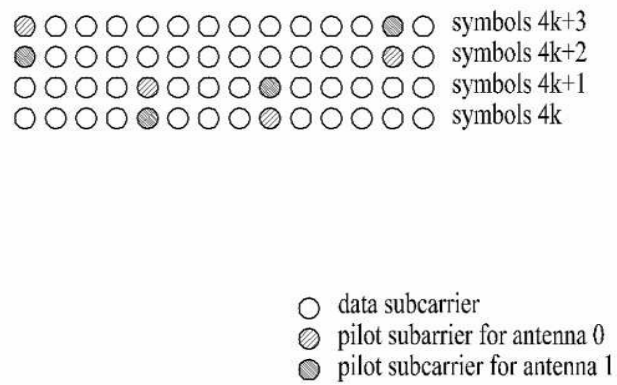 symbols 4k+3
symbols 4k+2
symbols 4k+1
symbols 4k
data subcarrier
pilot subarrier for antenna 0
pilot subcarrier for antenna 1